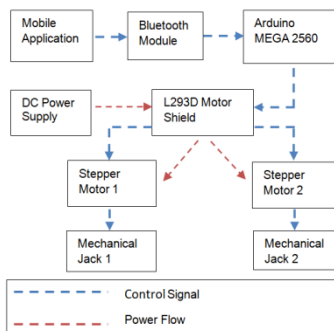 Mobile
Application
Bluetooth
Module
Arduino
MEGA 2560
DC Power
Supply
L293D Motor
Shield
Stepper
Motor 1
Stepper
Motor 2
Mechanical
Jack 1
Mechanical
Jack 2
Control Signal
Power Flow